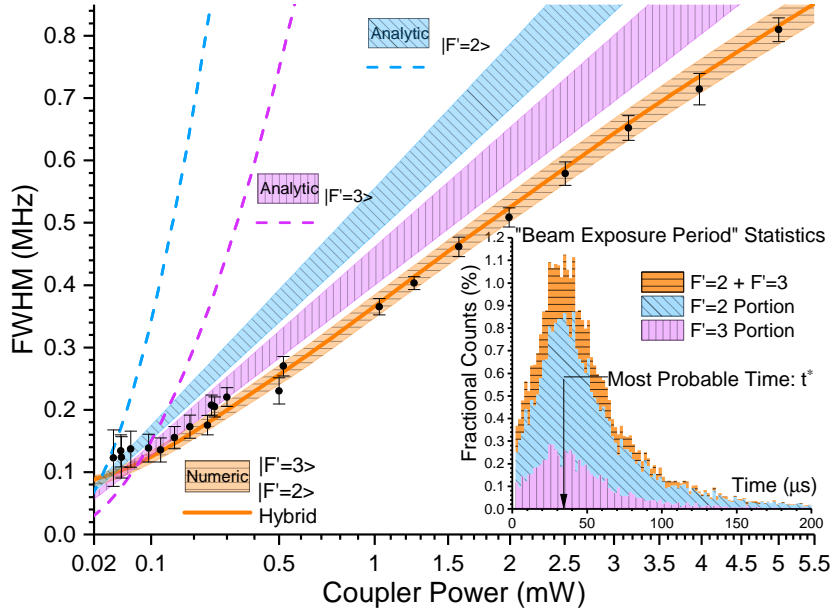 FWHM (MHz)
0.8
0.7
0.6
0.5
0.4
0.3
0.2
0.1
0.0
Analytic
|F'=2>
Analytic
|F'=3>
Numeric
|F'=3>
|F'=2>
Hybrid
"Beam Exposure Period" Statistics
Fractional Counts (%)
1.2
1.1
1.0
0.9
0.8
0.7
0.6
0.5
0.4
0.3
0.2
0.1
0.0
F'=2 + F'=3
F'=2 Portion
F'=3 Portion
Most Probable Time: t*
Time (μs)
0 50 100 150 200
0.02 0.1 0.5 1 1.5 2 2.5 3 3.5 4 4.5 5 5.5
Coupler Power (mW)